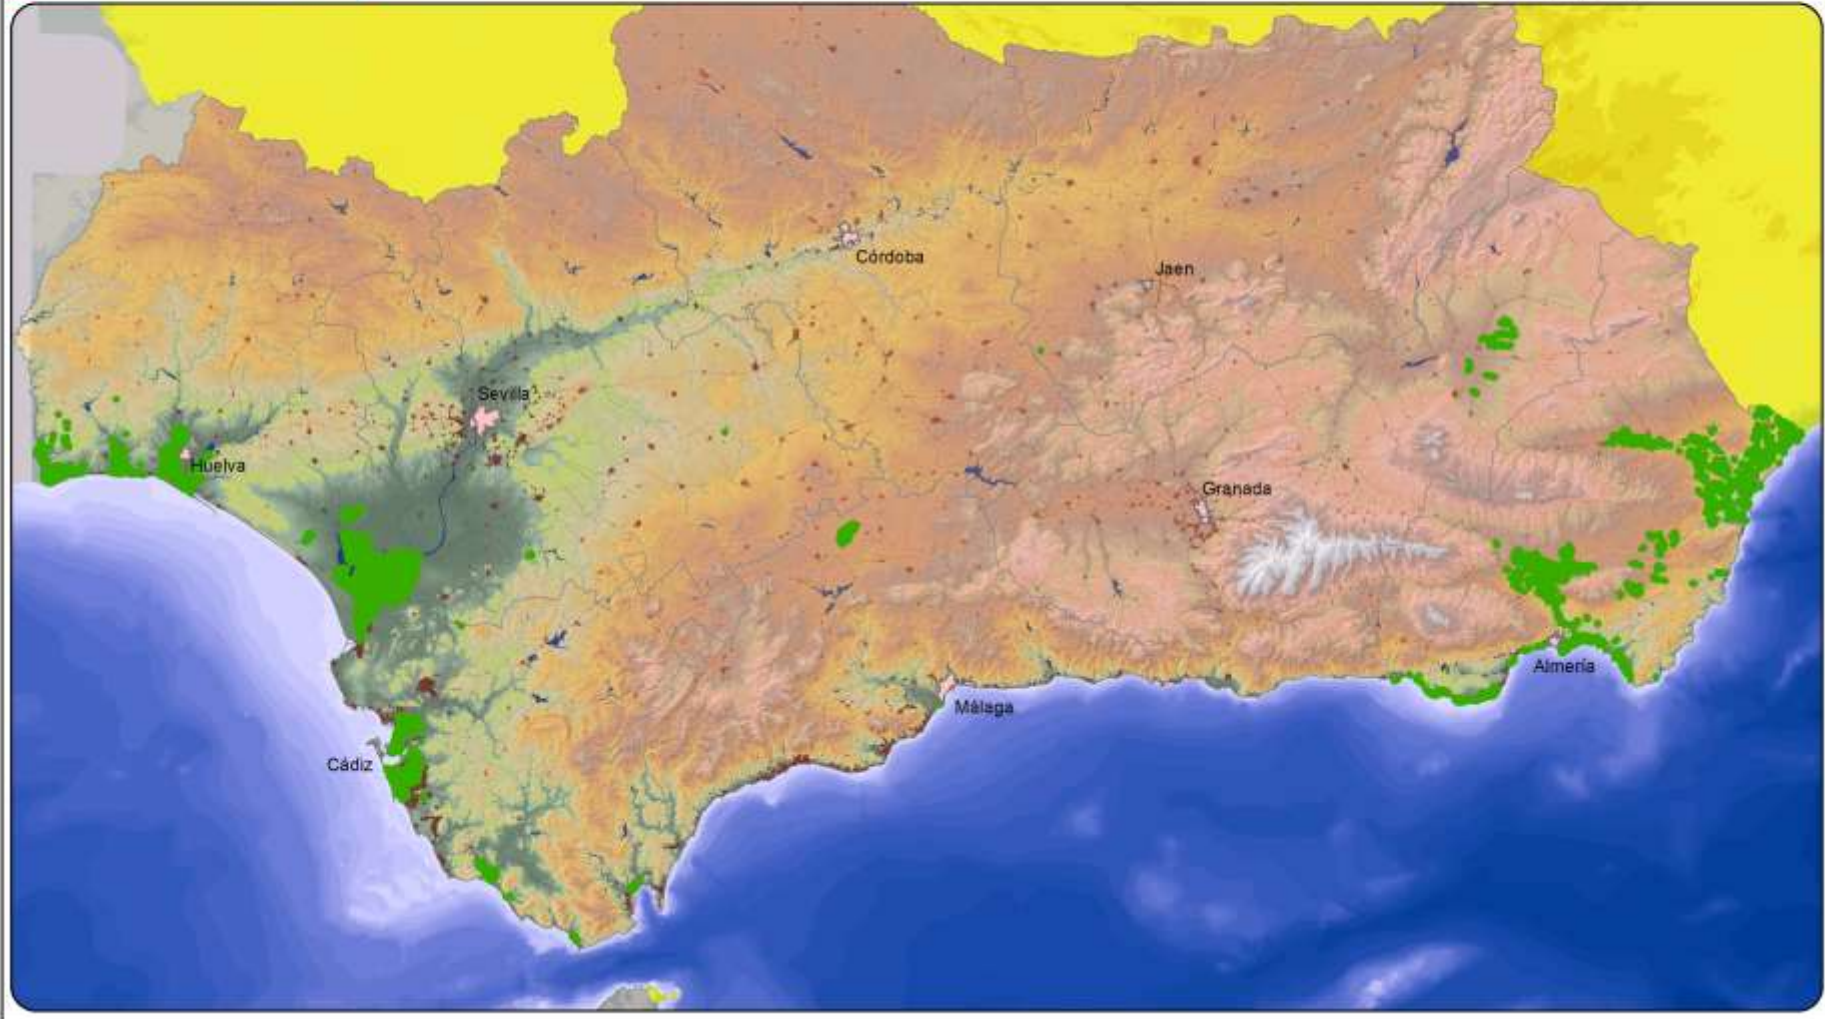 Córdoba
Jaen
Sevilla
Huelva
Granada
Almería
Málaga
Cádiz